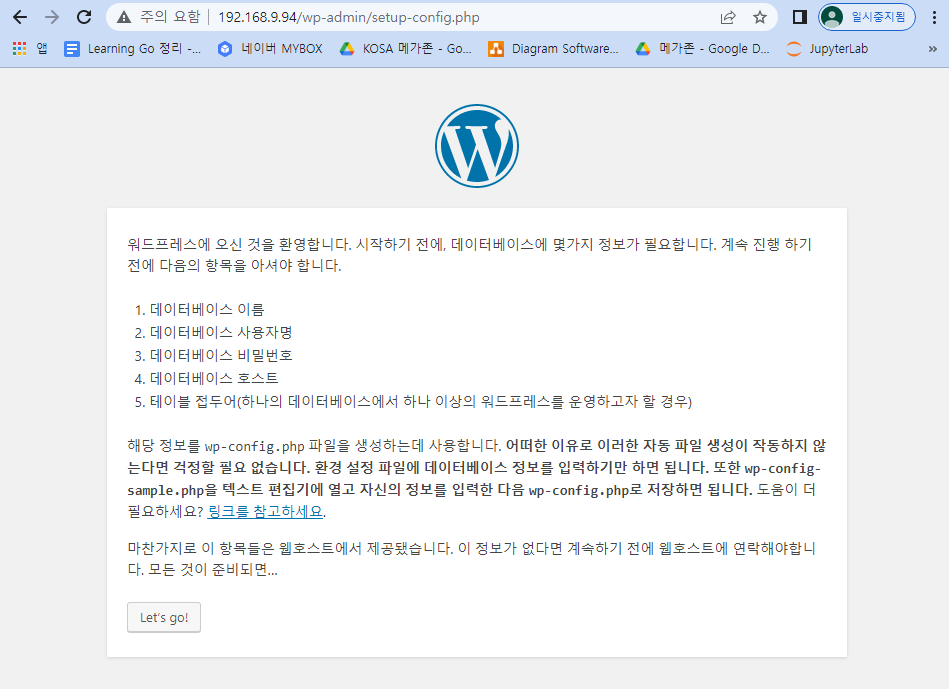 주의 요함 | 192.168.9.94/wp-admin/setup-config.php 일시중지됨
앱 Learning Go 정리 -... 네이버 MYBOX KOSA 메가존 - Go... Diagram Software... 메가존 - Google D... JupyterLab »
워드프레스에 오신 것을 환영합니다. 시작하기 전에, 데이터베이스에 몇가지 정보가 필요합니다. 계속 진행 하기
전에 다음의 항목을 아셔야 합니다.
1. 데이터베이스 이름
2. 데이터베이스 사용자명
3. 데이터베이스 비밀번호
4. 데이터베이스 호스트
5. 테이블 접두어(하나의 데이터베이스에서 하나 이상의 워드프레스를 운영하고자 할 경우)
해당 정보를 wp-config.php 파일을 생성하는데 사용합니다. 어떠한 이유로 이러한 자동 파일 생성이 작동하지 않
는다면 걱정할 필요 없습니다. 환경 설정 파일에 데이터베이스 정보를 입력하기만 하면 됩니다. 또한 wp-config-
sample.php을 텍스트 편집기에 열고 자신의 정보를 입력한 다음 wp-config.php로 저장하면 됩니다. 도움이 더
필요하세요? 링크를 참고하세요.
마찬가지로 이 항목들은 웹호스트에서 제공됐습니다. 이 정보가 없다면 계속하기 전에 웹호스트에 연락해야합니
다. 모든 것이 준비되면...
Let's go!